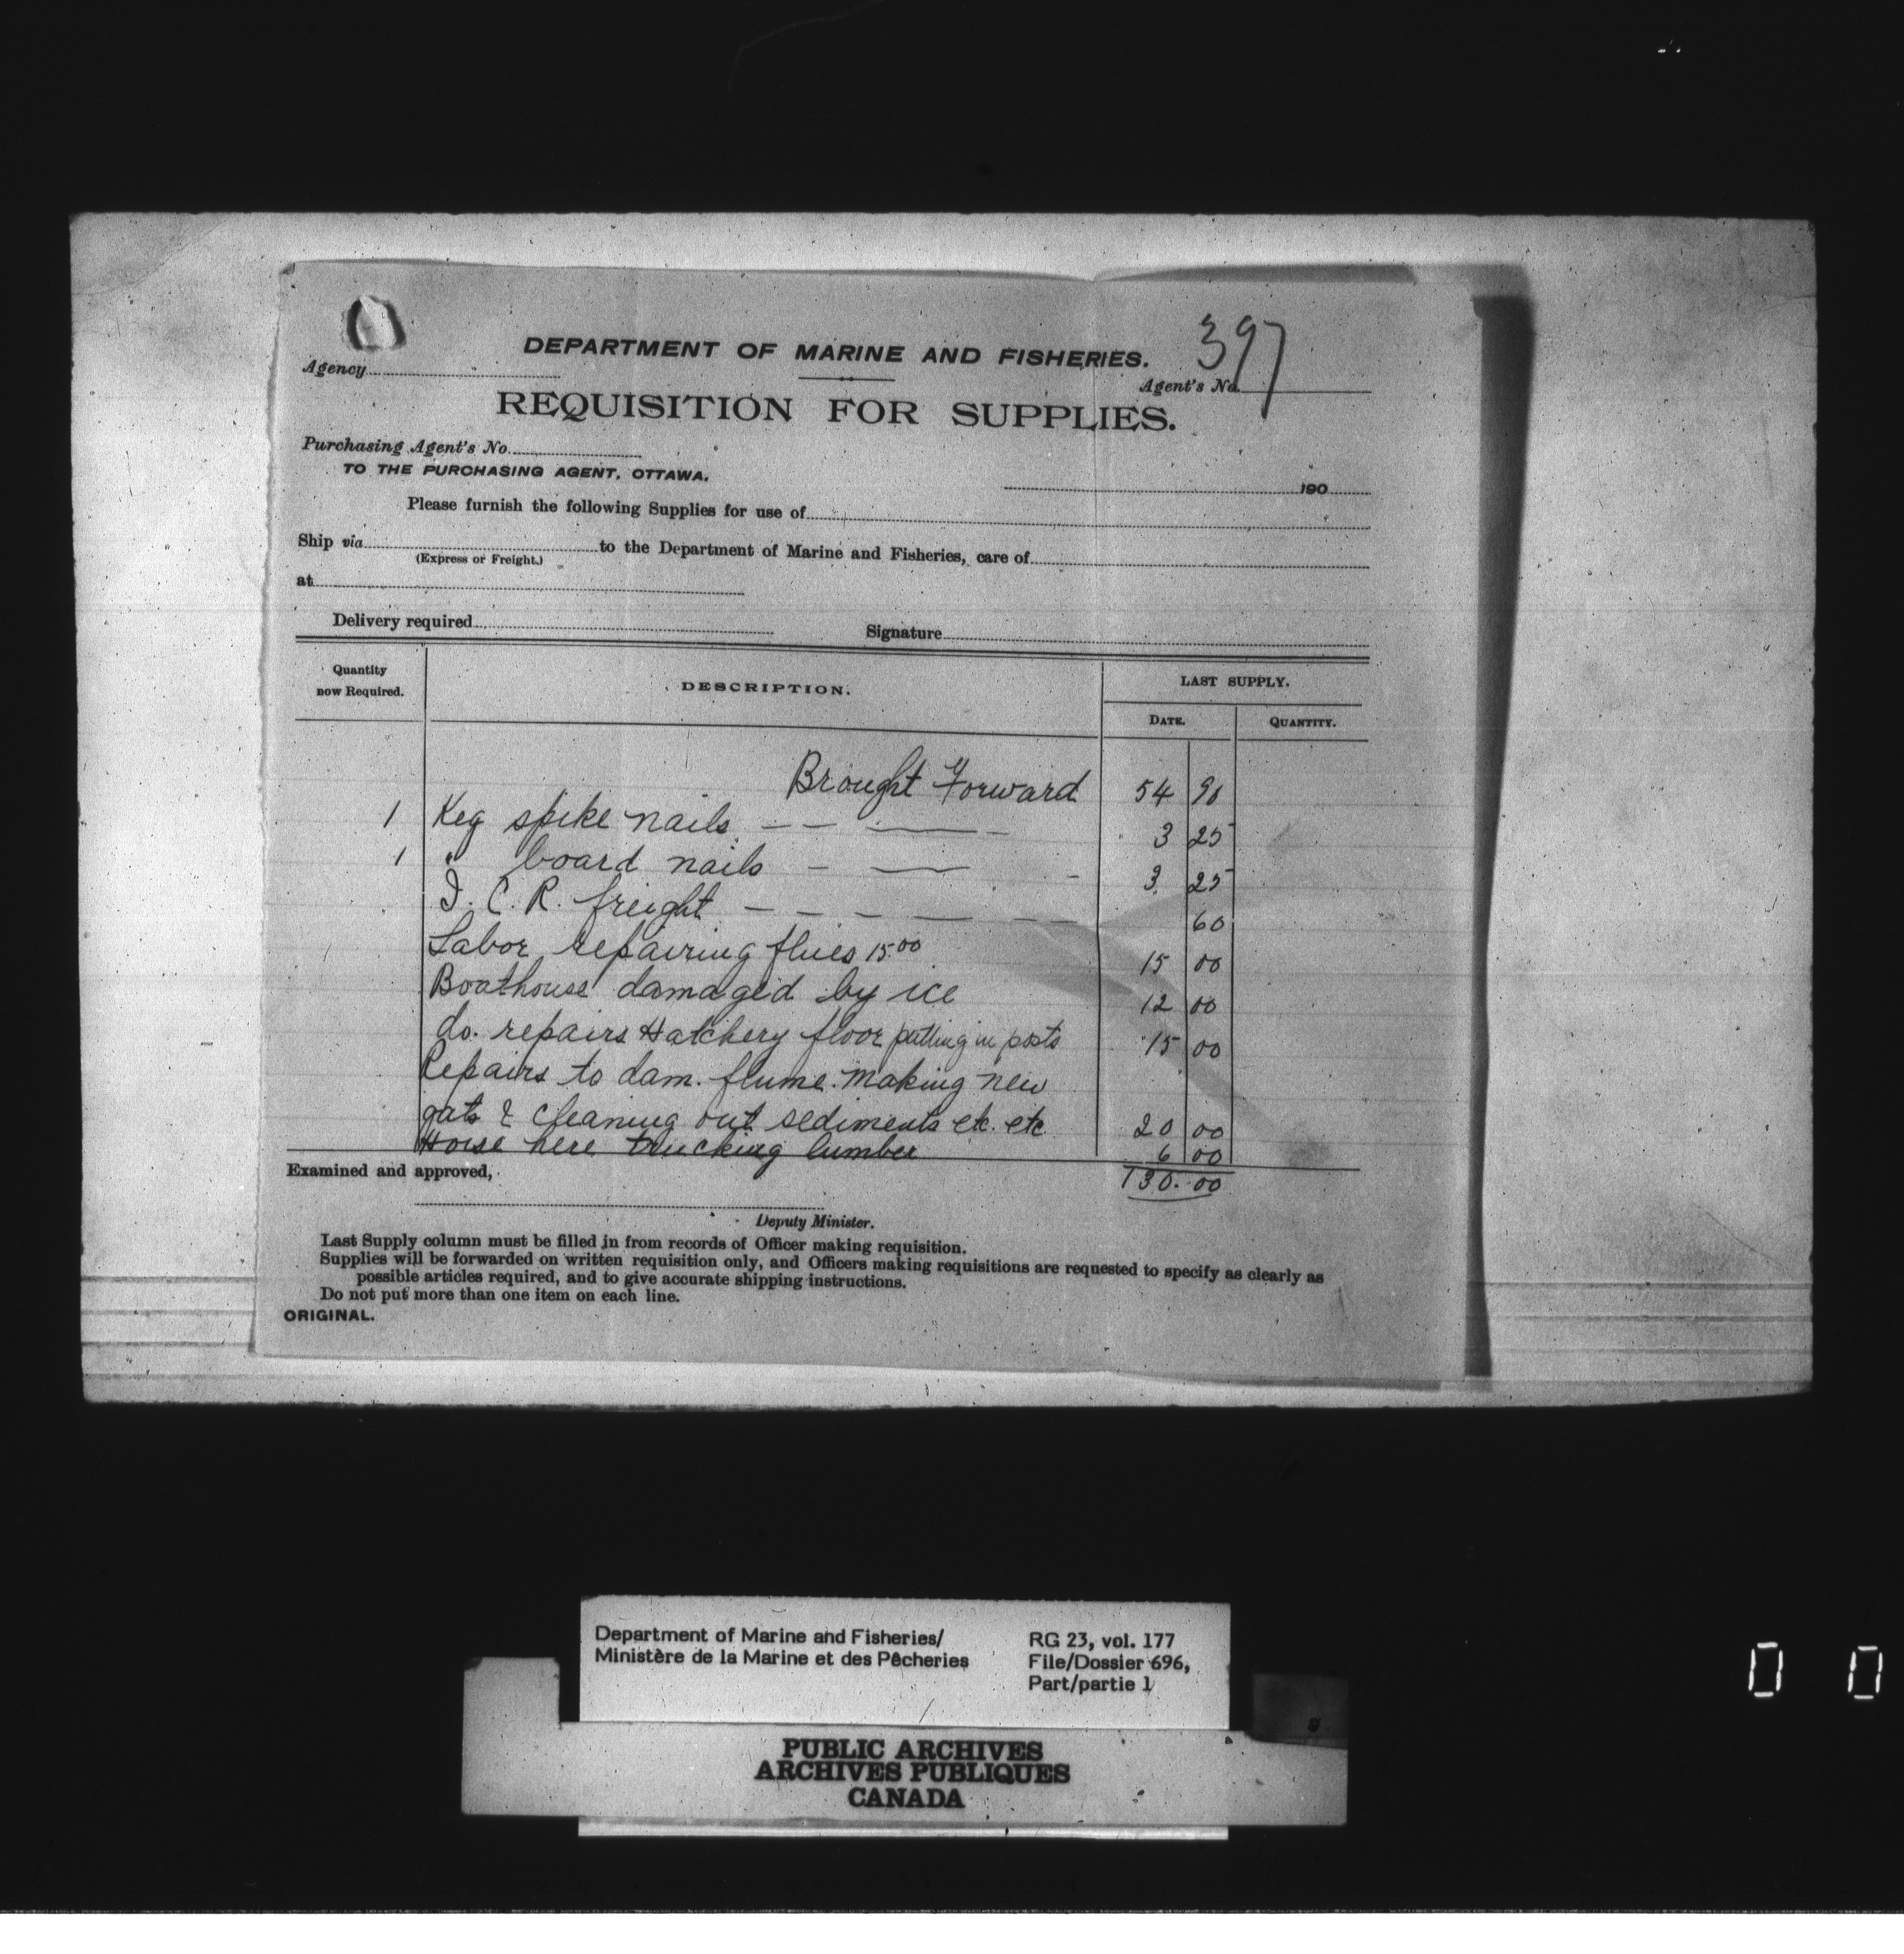 397
DEPARTMENT OF MARINE AND FISHERIES.
Agency
Agent's No.
REQUISITION FOR SUPPLIES.
Purchasing Agent's No.
TO THE PURCHASING AGENT, OTTAWA.
190
Please furnish the following Supplies for use of
Ship via to the Department of Marine and Fisheries, care of
(Express or Freight.)
at
Delivery required Signature
Quantity now Required. DESCRIPTION. LAST SUPPLY.
DATE. QUANTITY.
Brought Forward 54 90
1 Keg spike nails 3 25
1 " board nails 3 25
I. C. R. freight 60
Labor repairing flues 15.00 15 00
Boathouse damaged by ice 12 00
do. repairs Hatchery floor putting in posts 15 00
Repairs to dam. flume. Making new
gate & cleaning out sediments etc. etc. 20 00
Horse here trucking lumber 6 00
Examined and approved, 130.00
Deputy Minister.
Last Supply column must be filled in from records of Officer making requisition.
Supplies will be forwarded on written requisition only, and Officers making requisitions are requested to specify as clearly as
possible articles required, and to give accurate shipping instructions.
Do not put more than one item on each line.
ORIGINAL.
Department of Marine and Fisheries/ RG 23, vol. 177
Ministère de la Marine et des Pêcheries File/Dossier 696,
Part/partie 1
PUBLIC ARCHIVES
ARCHIVES PUBLIQUES
CANADA
0 0